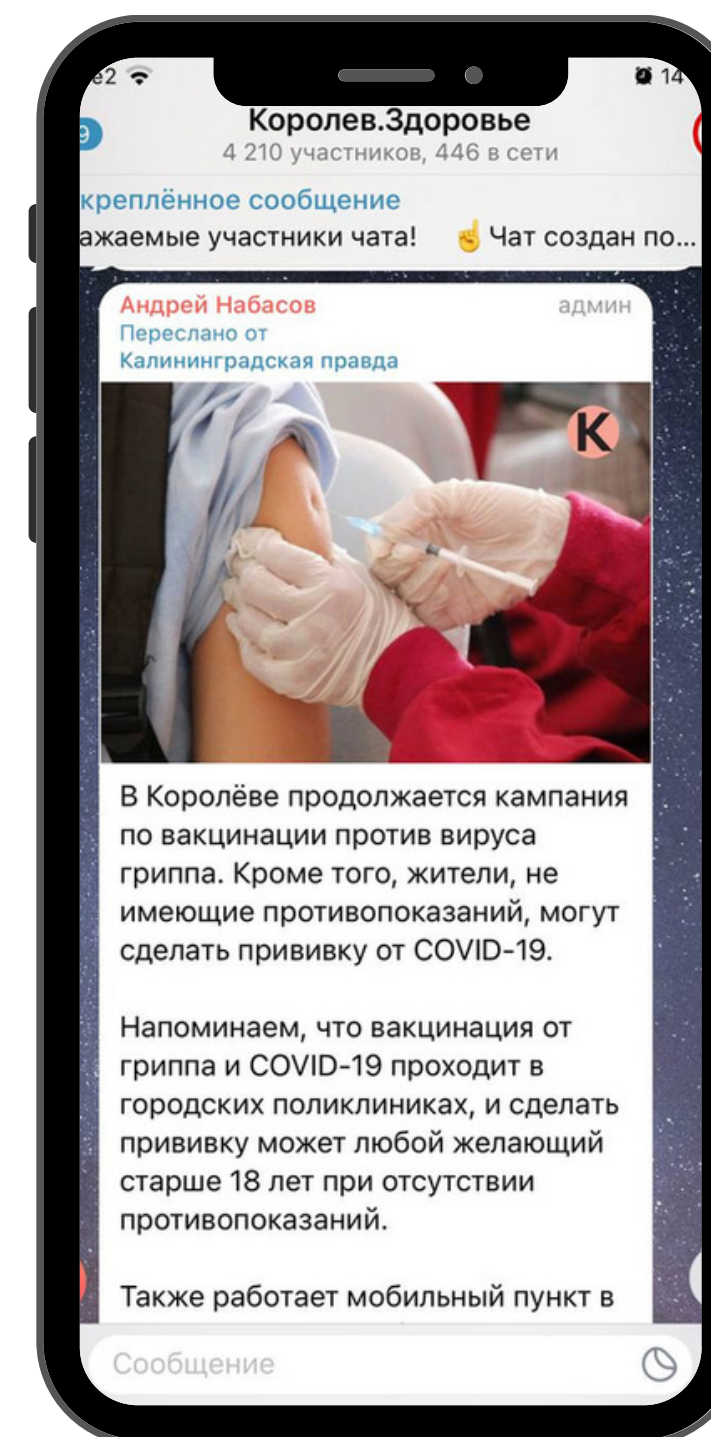 e2
14
9
Королев.Здоровье
4 210 участников, 446 в сети
креплённое сообщение
ажаемые участники чата! ☝️ Чат создан по...
Андрей Набасов админ
Переслано от
Калининградская правда
К
В Королёве продолжается кампания
по вакцинации против вируса
гриппа. Кроме того, жители, не
имеющие противопоказаний, могут
сделать прививку от COVID-19.
Напоминаем, что вакцинация от
гриппа и COVID-19 проходит в
городских поликлиниках, и сделать
прививку может любой желающий
старше 18 лет при отсутствии
противопоказаний.
Также работает мобильный пункт в
Сообщение